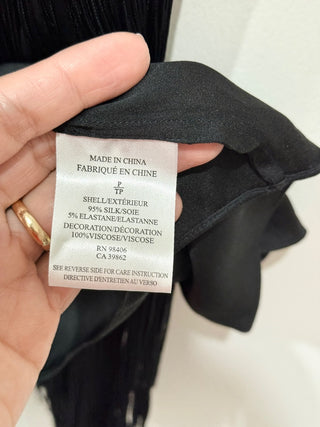 MADE IN CHINA
FABRIQUÉ EN CHINE
P
TP
SHELL/EXTÉRIEUR
95% SILK/SOIE
5% ELASTANE/ELASTANNE
DECORATION/DÉCORATION
100%VISCOSE/VISCOSE
RN 98406
CA 39862
SEE REVERSE SIDE FOR CARE INSTRUCTION
DIRECTIVE D'ENTRETIEN AU VERSO